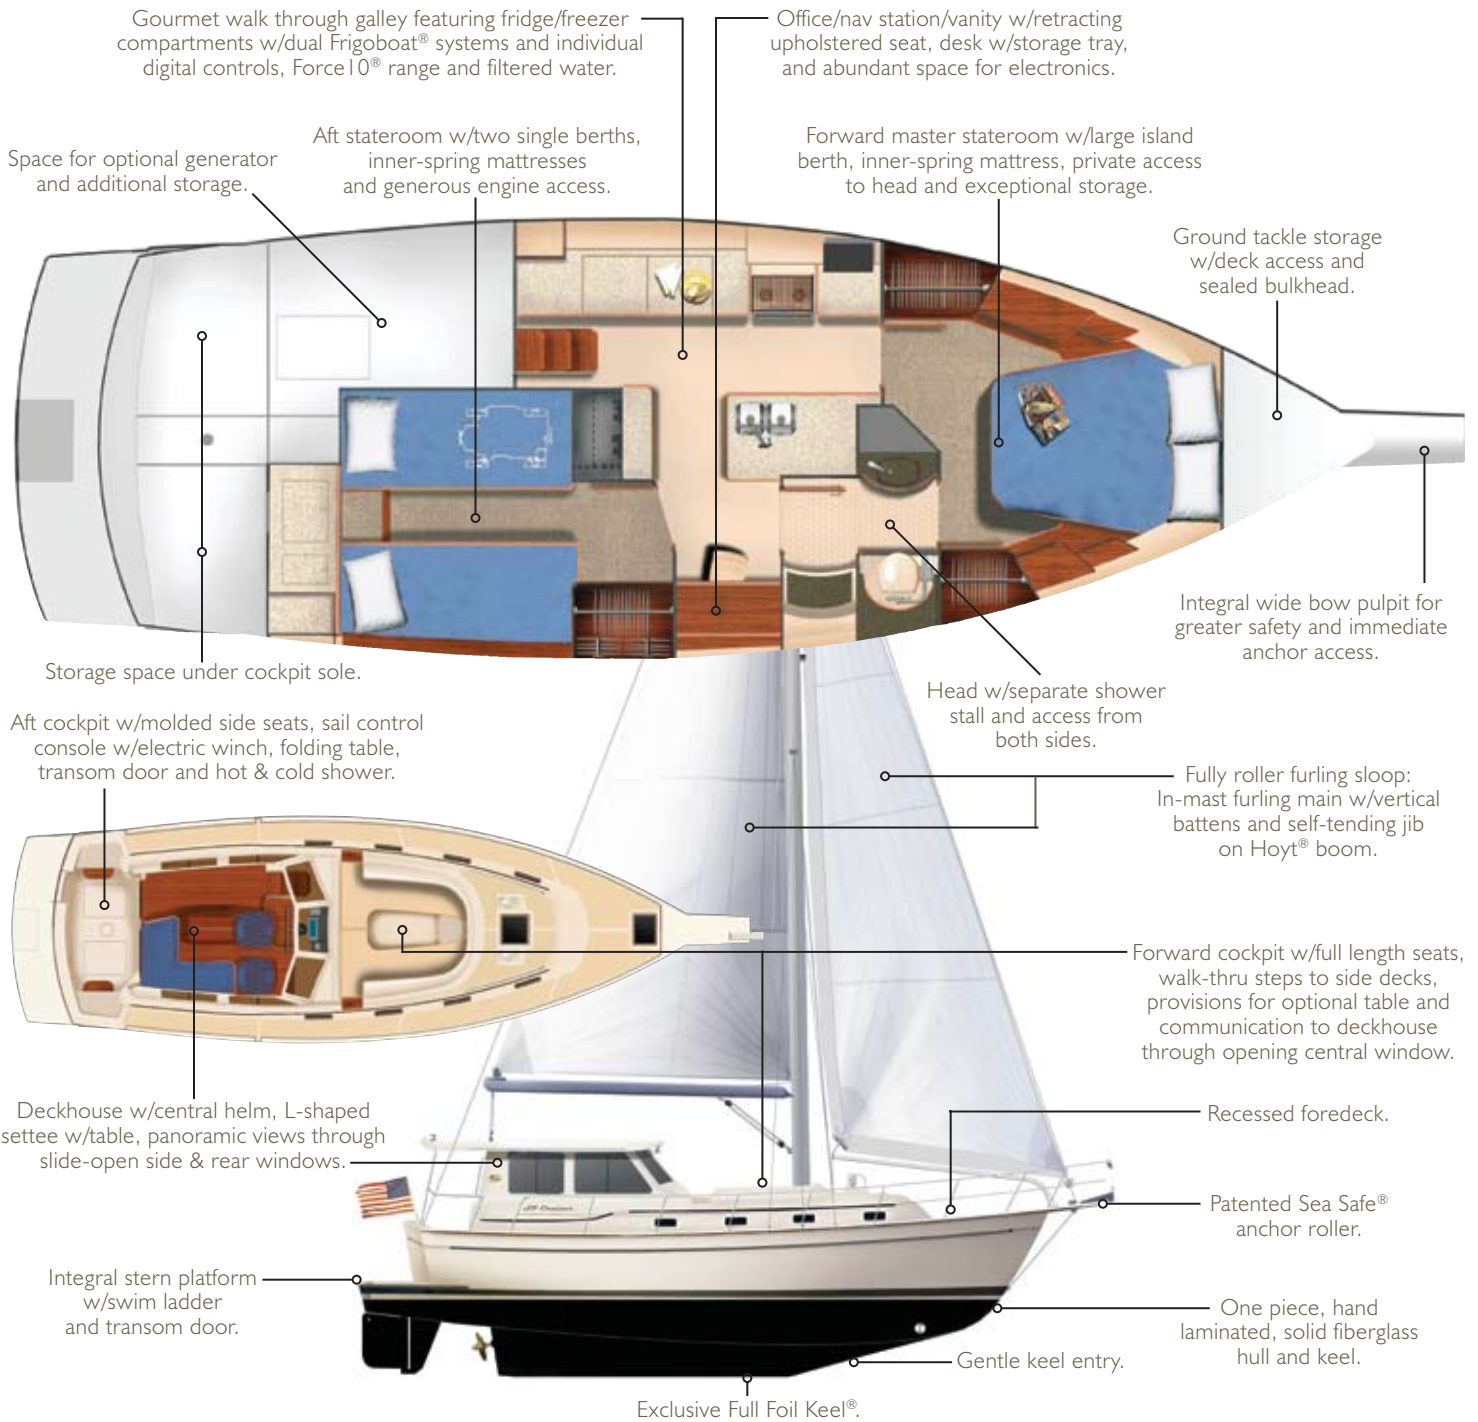 Gourmet walk through galley featuring fridge/freezer
compartments w/dual Frigoboat® systems and individual
digital controls, Force10® range and filtered water.
Office/nav station/vanity w/retracting
upholstered seat, desk w/storage tray,
and abundant space for electronics.
Space for optional generator
and additional storage.
Aft stateroom w/two single berths,
inner-spring mattresses
and generous engine access.
Forward master stateroom w/large island
berth, inner-spring mattress, private access
to head and exceptional storage.
Ground tackle storage
w/deck access and
sealed bulkhead.
Integral wide bow pulpit for
greater safety and immediate
anchor access.
Storage space under cockpit sole.
Head w/separate shower
stall and access from
both sides.
Aft cockpit w/molded side seats, sail control
console w/electric winch, folding table,
transom door and hot & cold shower.
Fully roller furling sloop:
In-mast furling main w/vertical
battens and self-tending jib
on Hoyt® boom.
Forward cockpit w/full length seats,
walk-thru steps to side decks,
provisions for optional table and
communication to deckhouse
through opening central window.
Deckhouse w/central helm, L-shaped
settee w/table, panoramic views through
slide-open side & rear windows.
Recessed foredeck.
Patented Sea Safe®
anchor roller.
Integral stern platform
w/swim ladder
and transom door.
One piece, hand
laminated, solid fiberglass
hull and keel.
Gentle keel entry.
Exclusive Full Foil Keel®.